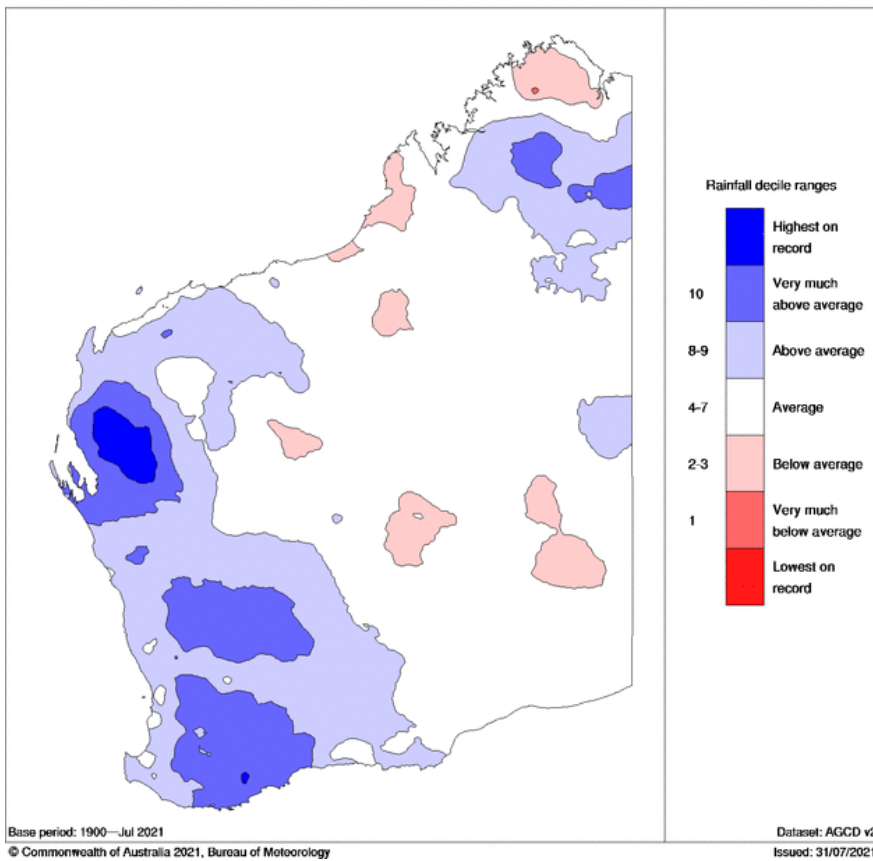 Rainfall decile ranges
Highest on
record
10
Very much
above average
8-9
Above average
4-7
Average
2-3
Below average
1
Very much
below average
Lowest on
record
Base period: 1900—Jul 2021
Dataset: AGCD v2
© Commonwealth of Australia 2021, Bureau of Meteorology
Issued: 31/07/2021